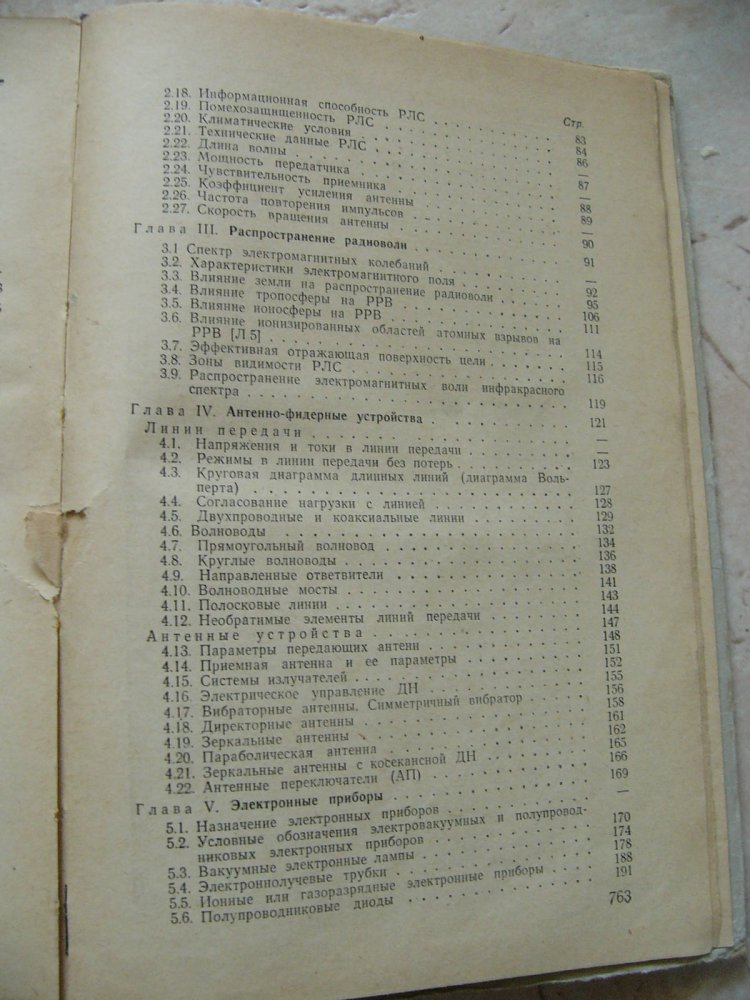 Стр.
2.18. Информационная способность РЛС . . . . . . . . 83
2.19. Помехозащищенность РЛС . . . . . . . . . . 84
2.20. Климатические условия . . . . . . . . . . 86
2.21. Технические данные РЛС . . . . . . . . . . —
2.22. Длина волны . . . . . . . . . . 87
2.23. Мощность передатчика . . . . . . . . . . —
2.24. Чувствительность приемника . . . . . . . . . . 88
2.25. Коэффициент усиления антенны . . . . . . . . 89
2.26. Частота повторения импульсов . . . . . . . . —
2.27. Скорость вращения антенны . . . . . . . . 90
Глава III. Распространение радиоволн . . . . . . . . 91
3.1 Спектр электромагнитных колебаний . . . . . . . . —
3.2. Характеристики электромагнитного поля . . . . . . . 92
3.3. Влияние земли на распространение радиоволн . . . . . 95
3.4. Влияние тропосферы на РРВ . . . . . . . . . . 106
3.5. Влияние ионосферы на РРВ . . . . . . . . . . 111
3.6. Влияние ионизированных областей атомных взрывов на
РРВ [Л 5] . . . . . . . . . . 114
3.7. Эффективная отражающая поверхность цели . . . . . . 115
3.8. Зоны видимости РЛС . . . . . . . . . . 116
3.9. Распространение электромагнитных волн инфракрасного
спектра . . . . . . . . . . 119
Глава IV. Антенно-фидерные устройства . . . . . . . . 121
Линии передачи . . . . . . . . . . —
4.1. Напряжения и токи в линии передачи . . . . . . . —
4.2. Режимы в линии передачи без потерь . . . . . . . 123
4.3. Круговая диаграмма длинных линий (диаграмма Воль-
перта) . . . . . . . . . . 127
4.4. Согласование нагрузки с линией . . . . . . . . 128
4.5. Двухпроводные и коаксиальные линии . . . . . . . 129
4.6. Волноводы . . . . . . . . . . 132
4.7. Прямоугольный волновод . . . . . . . . . . 134
4.8. Круглые волноводы . . . . . . . . . . 136
4.9. Направленные ответвители . . . . . . . . . . 138
4.10. Волноводные мосты . . . . . . . . . . 141
4.11. Полосковые линии . . . . . . . . . . 143
4.12. Необратимые элементы линий передачи . . . . . . . 144
Антенные устройства . . . . . . . . . . 147
4.13. Параметры передающих антенн . . . . . . . . 148
4.14. Приемная антенна и ее параметры . . . . . . . . 151
4.15. Системы излучателей . . . . . . . . . . 152
4.16. Электрическое управление ДН . . . . . . . . . . 155
4.17. Вибраторные антенны. Симметричный вибратор . . . . 156
4.18. Директорные антенны . . . . . . . . . . 158
4.19. Зеркальные антенны . . . . . . . . . . 161
4.20. Параболическая антенна . . . . . . . . . . 162
4.21. Зеркальные антенны с косекансной ДН . . . . . . . 165
4.22. Антенные переключатели (АП) . . . . . . . . . . 166
Глава V. Электронные приборы . . . . . . . . . . 169
5.1. Назначение электронных приборов . . . . . . . . —
5.2. Условные обозначения электровакуумных и полупровод-
никовых электронных приборов . . . . . . . . 170
5.3. Вакуумные электронные лампы . . . . . . . . 174
5.4. Электроннолучевые трубки . . . . . . . . . . 178
5.5. Ионные или газоразрядные электронные приборы . . . . 188
5.6. Полупроводниковые диоды . . . . . . . . . . 191
763